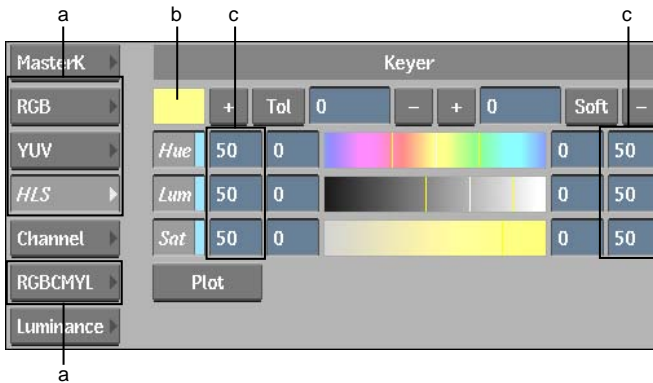 a b c c
MasterK Keyer
RGB + Tol 0 - + 0 Soft -
YUV Hue 50 0 0 50
HLS Lum 50 0 0 50
Channel Sat 50 0 0 50
RGBCMYL Plot
Luminance
a